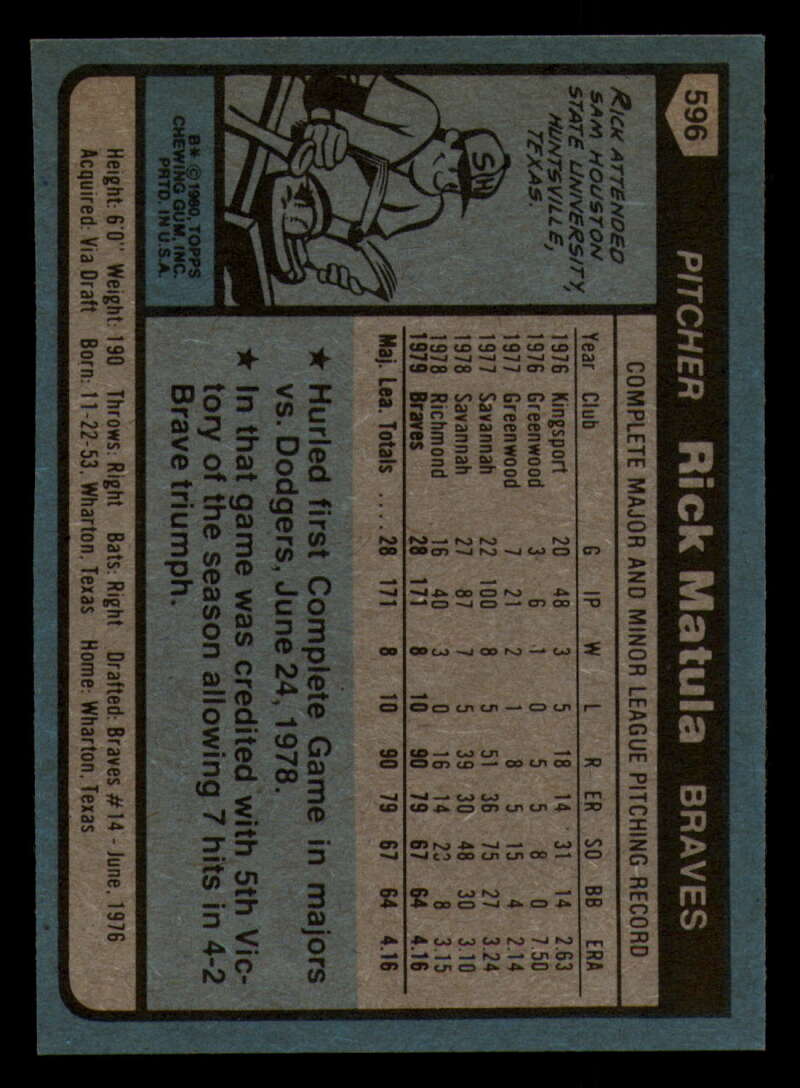 596
PITCHER Rick Matula BRAVES
RICK ATTENDED
SAM HOUSTON
STATE UNIVERSITY,
HUNTSVILLE,
TEXAS.
SH
B* © 1980, TOPPS
CHEWING GUM, INC.
PRTD. IN U.S.A.
COMPLETE MAJOR AND MINOR LEAGUE PITCHING RECORD
Year Club G IP W L R ER SO BB ERA
1976 Kingsport 20 48 3 5 18 14 31 14 2.63
1976 Greenwood 3 6 1 0 5 5 8 0 7.50
1977 Greenwood 7 21 2 1 8 5 15 4 2.14
1977 Savannah 22 100 8 5 51 36 75 27 3.24
1978 Savannah 27 87 7 5 39 30 48 30 3.10
1978 Richmond 16 40 3 0 16 14 23 8 3.15
1979 Braves 28 171 8 10 90 79 67 64 4.16
Maj. Lea. Totals .... 28 171 8 10 90 79 67 64 4.16
★ Hurled first Complete Game in majors
vs. Dodgers, June 24, 1978.
★ In that game was credited with 5th Vic-
tory of the season allowing 7 hits in 4-2
Brave triumph.
Height: 6'0" Weight: 190 Throws: Right Bats: Right Drafted: Braves #14 - June, 1976
Acquired: Via Draft Born: 11-22-53, Wharton, Texas Home: Wharton, Texas